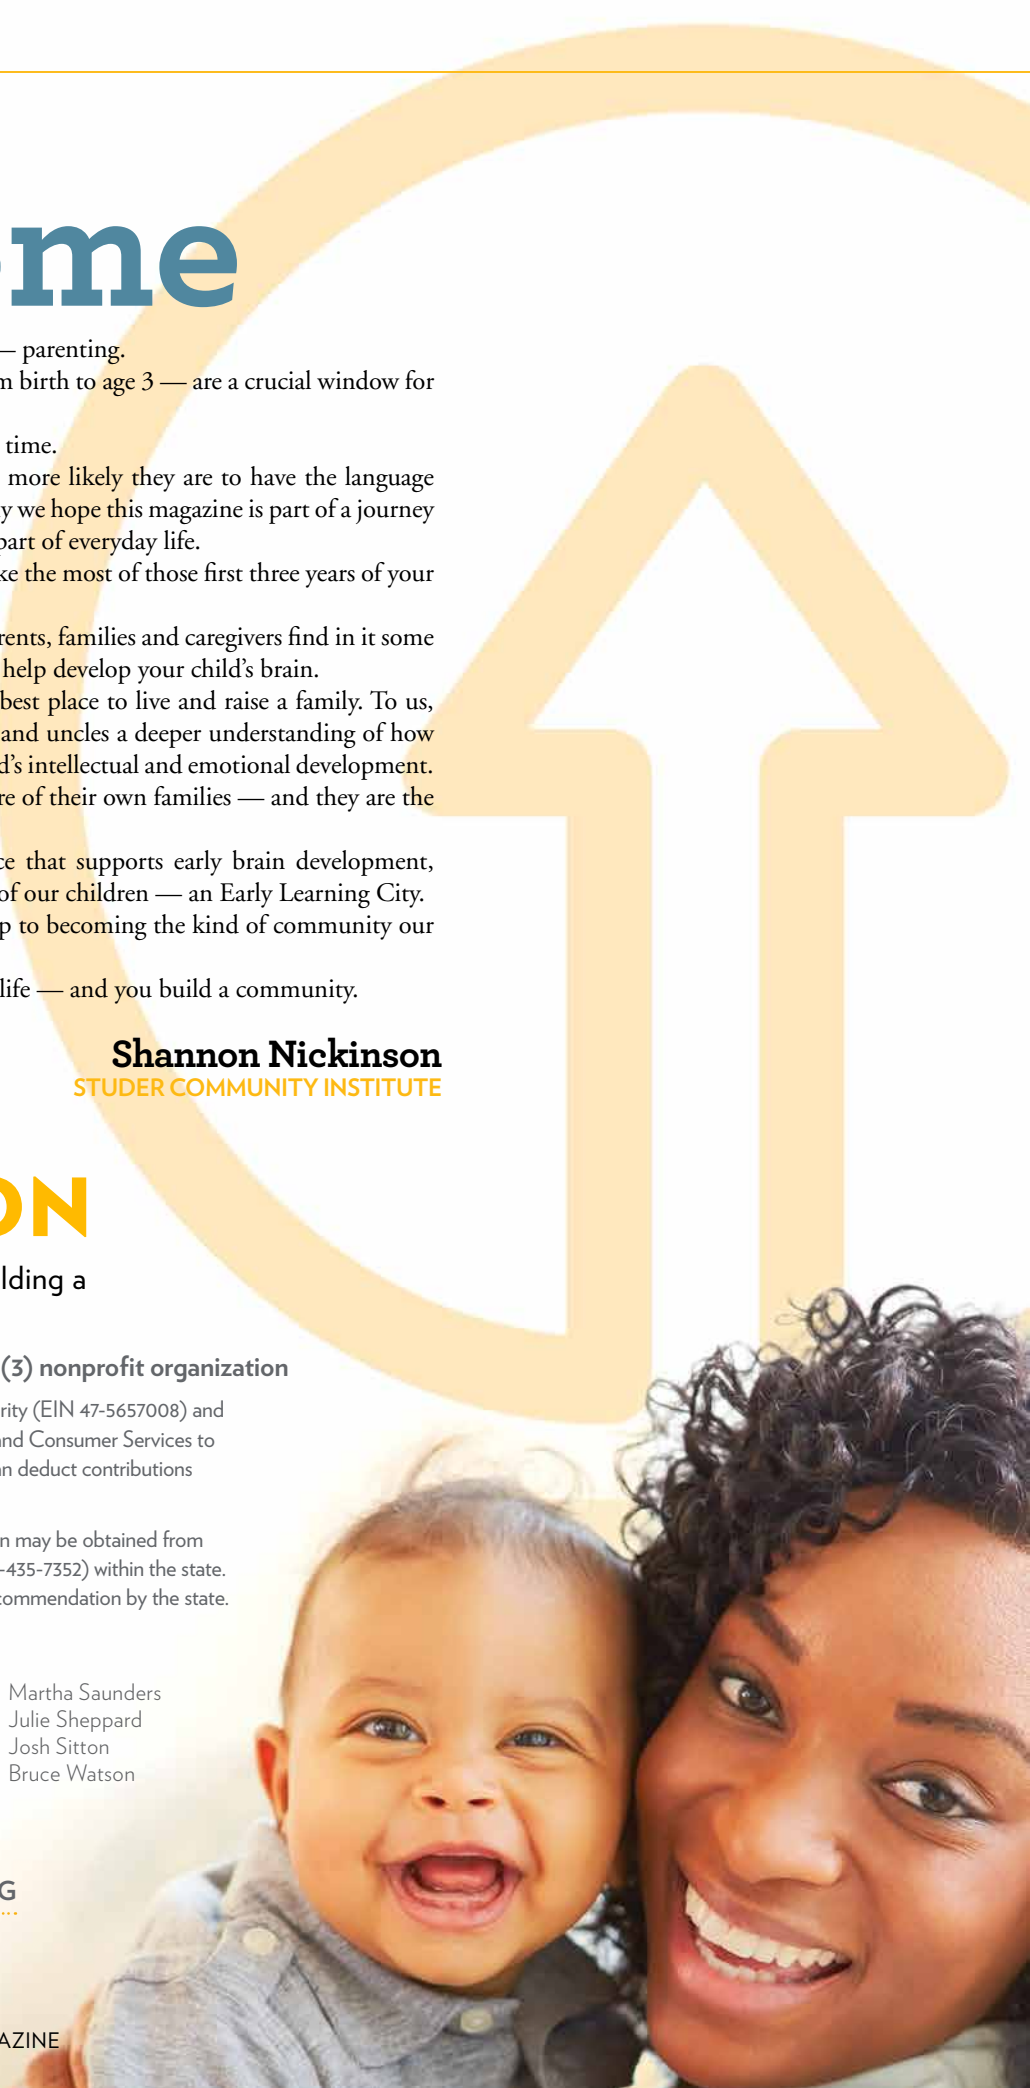 me
— parenting.
birth to age 3 — are a crucial window for
time.
more likely they are to have the language
we hope this magazine is part of a journey
part of everyday life.
the most of those first three years of your
families and caregivers find in it some
help develop your child’s brain.
best place to live and raise a family. To us,
and uncles a deeper understanding of how
intellectual and emotional development.
of their own families — and they are the
that supports early brain development,
of our children — an Early Learning City.
to becoming the kind of community our
life — and you build a community.
Shannon Nickinson
STUDER COMMUNITY INSTITUTE
ON
lding a
(3) nonprofit organization
rity (EIN 47-5657008) and
and Consumer Services to
deduct contributions
may be obtained from
-435-7352) within the state.
commendation by the state.
Martha Saunders
Julie Sheppard
Josh Sitton
Bruce Watson
G
AZINE